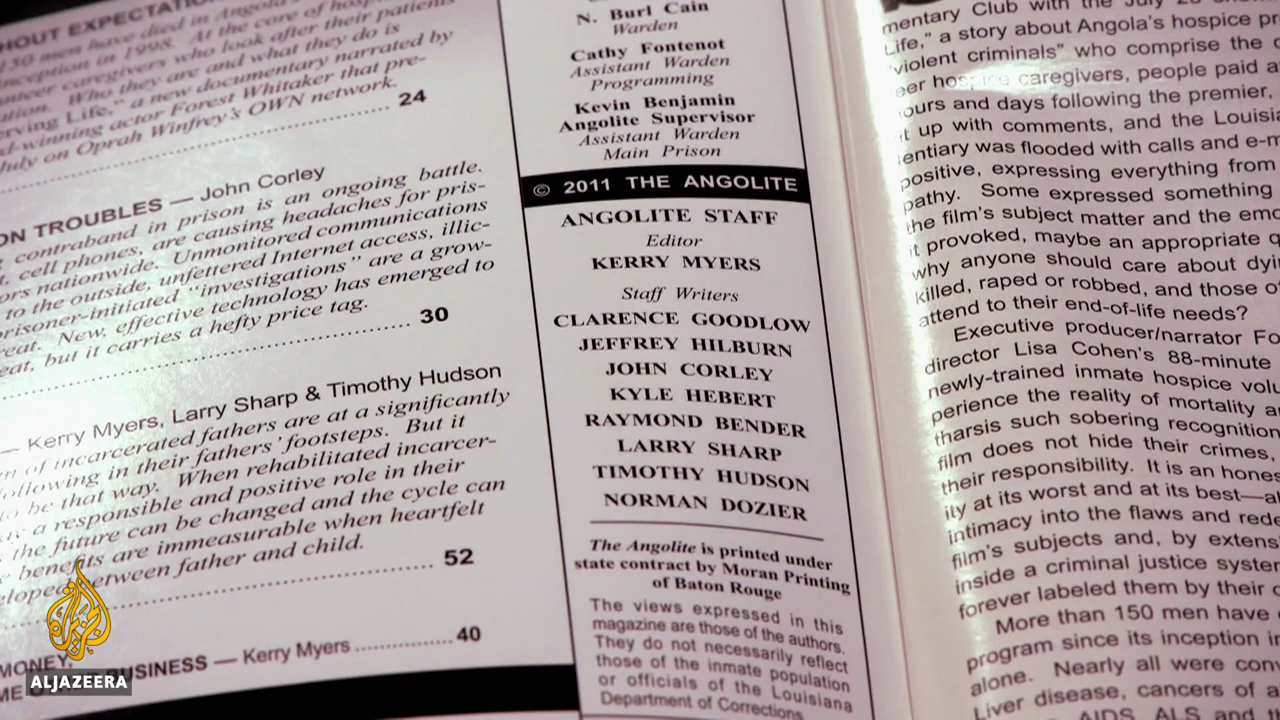 HOUT EXPECTATIO
150 men have died in Angola's
inception in 1998. At the core of hosp
nteer caregivers who look after their patients
ution. Who they are and what they do is
erving Life," a new documentary narrated by
d-winning actor Forest Whitaker that pre-
July on Oprah Winfrey's OWN network.
24
ON TROUBLES — John Corley
contraband in prison is an ongoing battle.
, cell phones, are causing headaches for pris-
ors nationwide. Unmonitored communications
to the outside, unfettered Internet access, illic-
prisoner-initiated "investigations" are a grow-
reat. New, effective technology has emerged to
eat, but it carries a hefty price tag.
30
— Kerry Myers, Larry Sharp & Timothy Hudson
n of incarcerated fathers are at a significantly
following in their fathers' footsteps. But it
o be that way. When rehabilitated incarcer-
a responsible and positive role in their
the future can be changed and the cycle can
benefits are immeasurable when heartfelt
elope between father and child.
52
MONEY,
USINESS — Kerry Myers 40
N. Burl Cain
Warden
Cathy Fontenot
Assistant Warden
Programming
Kevin Benjamin
Angolite Supervisor
Assistant Warden
Main Prison
© 2011 THE ANGOLITE
ANGOLITE STAFF
Editor
KERRY MYERS
Staff Writers
CLARENCE GOODLOW
JEFFREY HILBURN
JOHN CORLEY
KYLE HEBERT
RAYMOND BENDER
LARRY SHARP
TIMOTHY HUDSON
NORMAN DOZIER
The Angolite is printed under
state contract by Moran Printing
of Baton Rouge
The views expressed in this
magazine are those of the authors.
They do not necessarily reflect
those of the inmate population
or officials of the Louisiana
Department of Corrections
mentary Club with the July 28
Life," a story about Angola's hospice pr
"violent criminals" who comprise the
eer hospice caregivers, people paid a
ours and days following the premier,
t up with comments, and the Louisia
entiary was flooded with calls and e-m
positive, expressing everything from
pathy. Some expressed something
the film's subject matter and the emo
it provoked, maybe an appropriate q
why anyone should care about dyi
killed, raped or robbed, and those of
attend to their end-of-life needs?
Executive producer/narrator Fo
director Lisa Cohen's 88-minute
newly-trained inmate hospice volu
perience the reality of mortality a
tharsis such sobering recognition
film does not hide their crimes,
their responsibility. It is an hones
ity at its worst and at its best—al
intimacy into the flaws and rede
film's subjects and, by extens
inside a criminal justice system
forever labeled them by their c
More than 150 men have
program since its inception in
alone. Nearly all were conv
Liver disease, cancers of a
AIDS, ALS and
ALJAZEERA